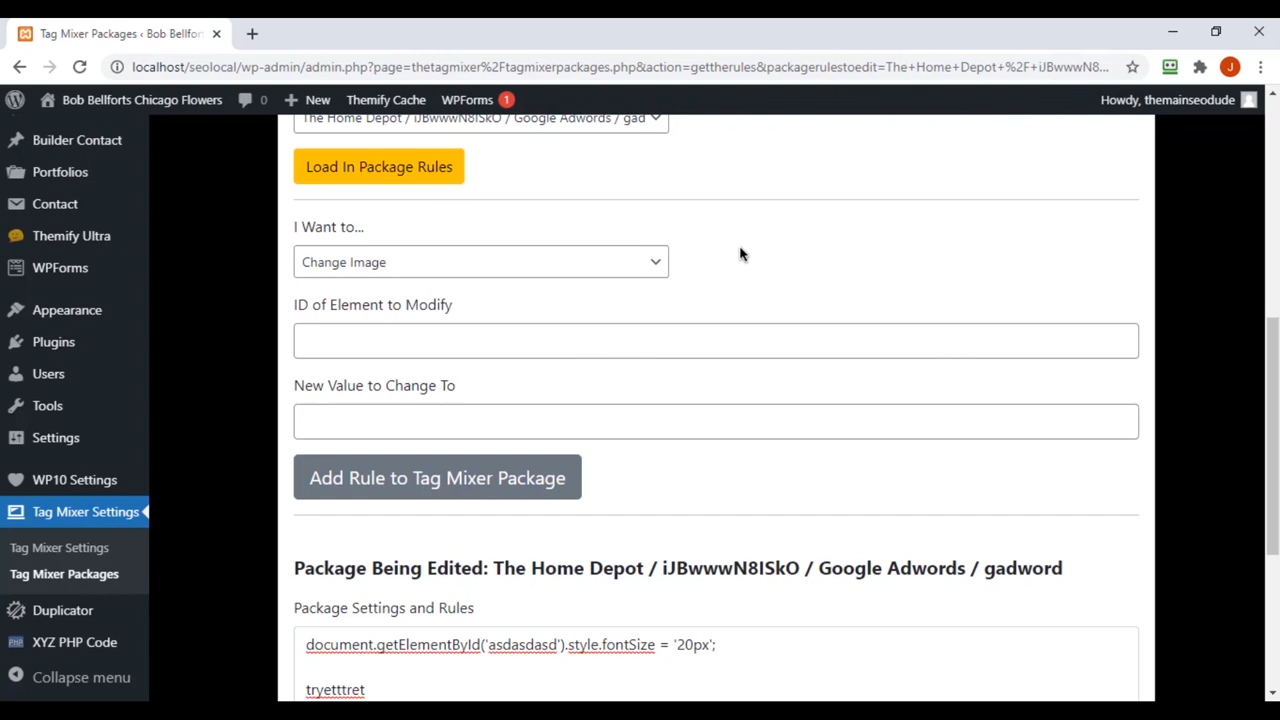 Tag Mixer Packages ‹ Bob Bellfort
localhost/seolocal/wp-admin/admin.php?page=thetagmixer%2Ftagmixerpackages.php&action=gettherules&packagerulestoedit=The+Home+Depot+%2F+iJBwwwN8...
Bob Bellforts Chicago Flowers 0 New Themify Cache WPForms 1 Howdy, themainseodude
Builder Contact
Portfolios
Contact
Themify Ultra
WPForms
Appearance
Plugins
Users
Tools
Settings
WP10 Settings
Tag Mixer Settings
Tag Mixer Settings
Tag Mixer Packages
Duplicator
PHP XYZ PHP Code
Collapse menu
The Home Depot / iJBwwwN8ISkO / Google Adwords / gad
Load In Package Rules
I Want to...
Change Image
ID of Element to Modify
New Value to Change To
Add Rule to Tag Mixer Package
Package Being Edited: The Home Depot / iJBwwwN8ISkO / Google Adwords / gadword
Package Settings and Rules
document.getElementById('asdasdasd').style.fontSize = '20px';
tryetttret
J